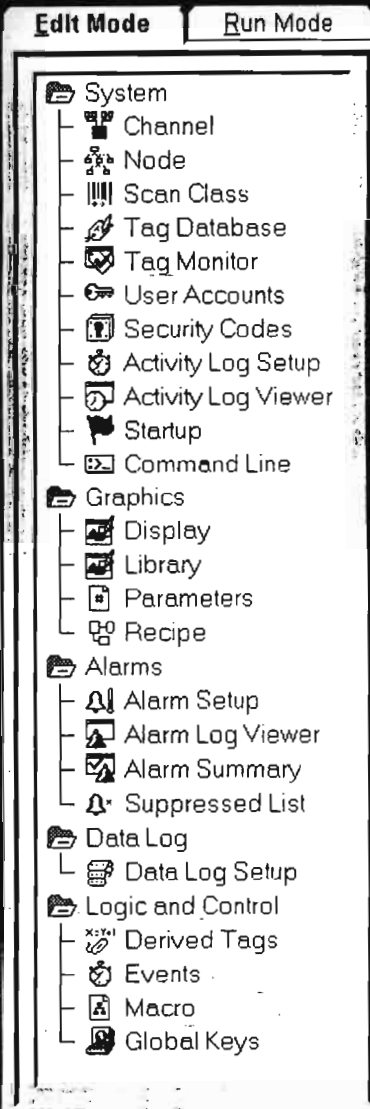 Edit Mode
Run Mode
System
Channel
Node
Scan Class
Tag Database
Tag Monitor
User Accounts
Security Codes
Activity Log Setup
Activity Log Viewer
Startup
Command Line
Graphics
Display
Library
Parameters
Recipe
Alarms
Alarm Setup
Alarm Log Viewer
Alarm Summary
Suppressed List
Data Log
Data Log Setup
Logic and Control
Derived Tags
Events
Macro
Global Keys